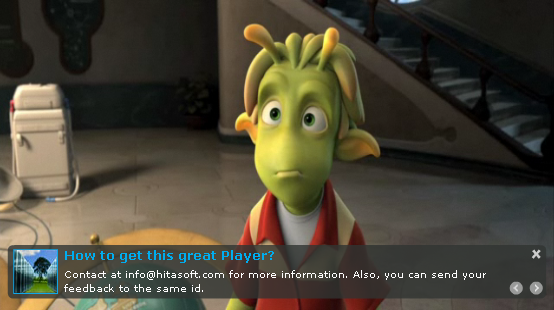 How to get this great Player?
Contact at info@hitasoft.com for more information. Also, you can send your
feedback to the same id.